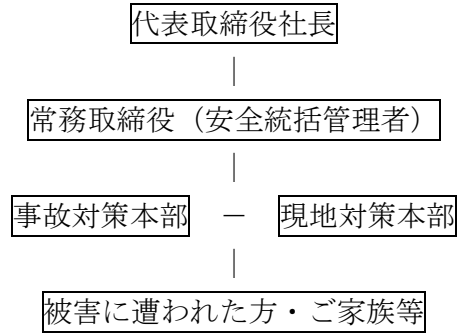 代表取締役社長
|
常務取締役（安全統括管理者）
|
事故対策本部 － 現地対策本部
|
被害に遭われた方・ご家族等